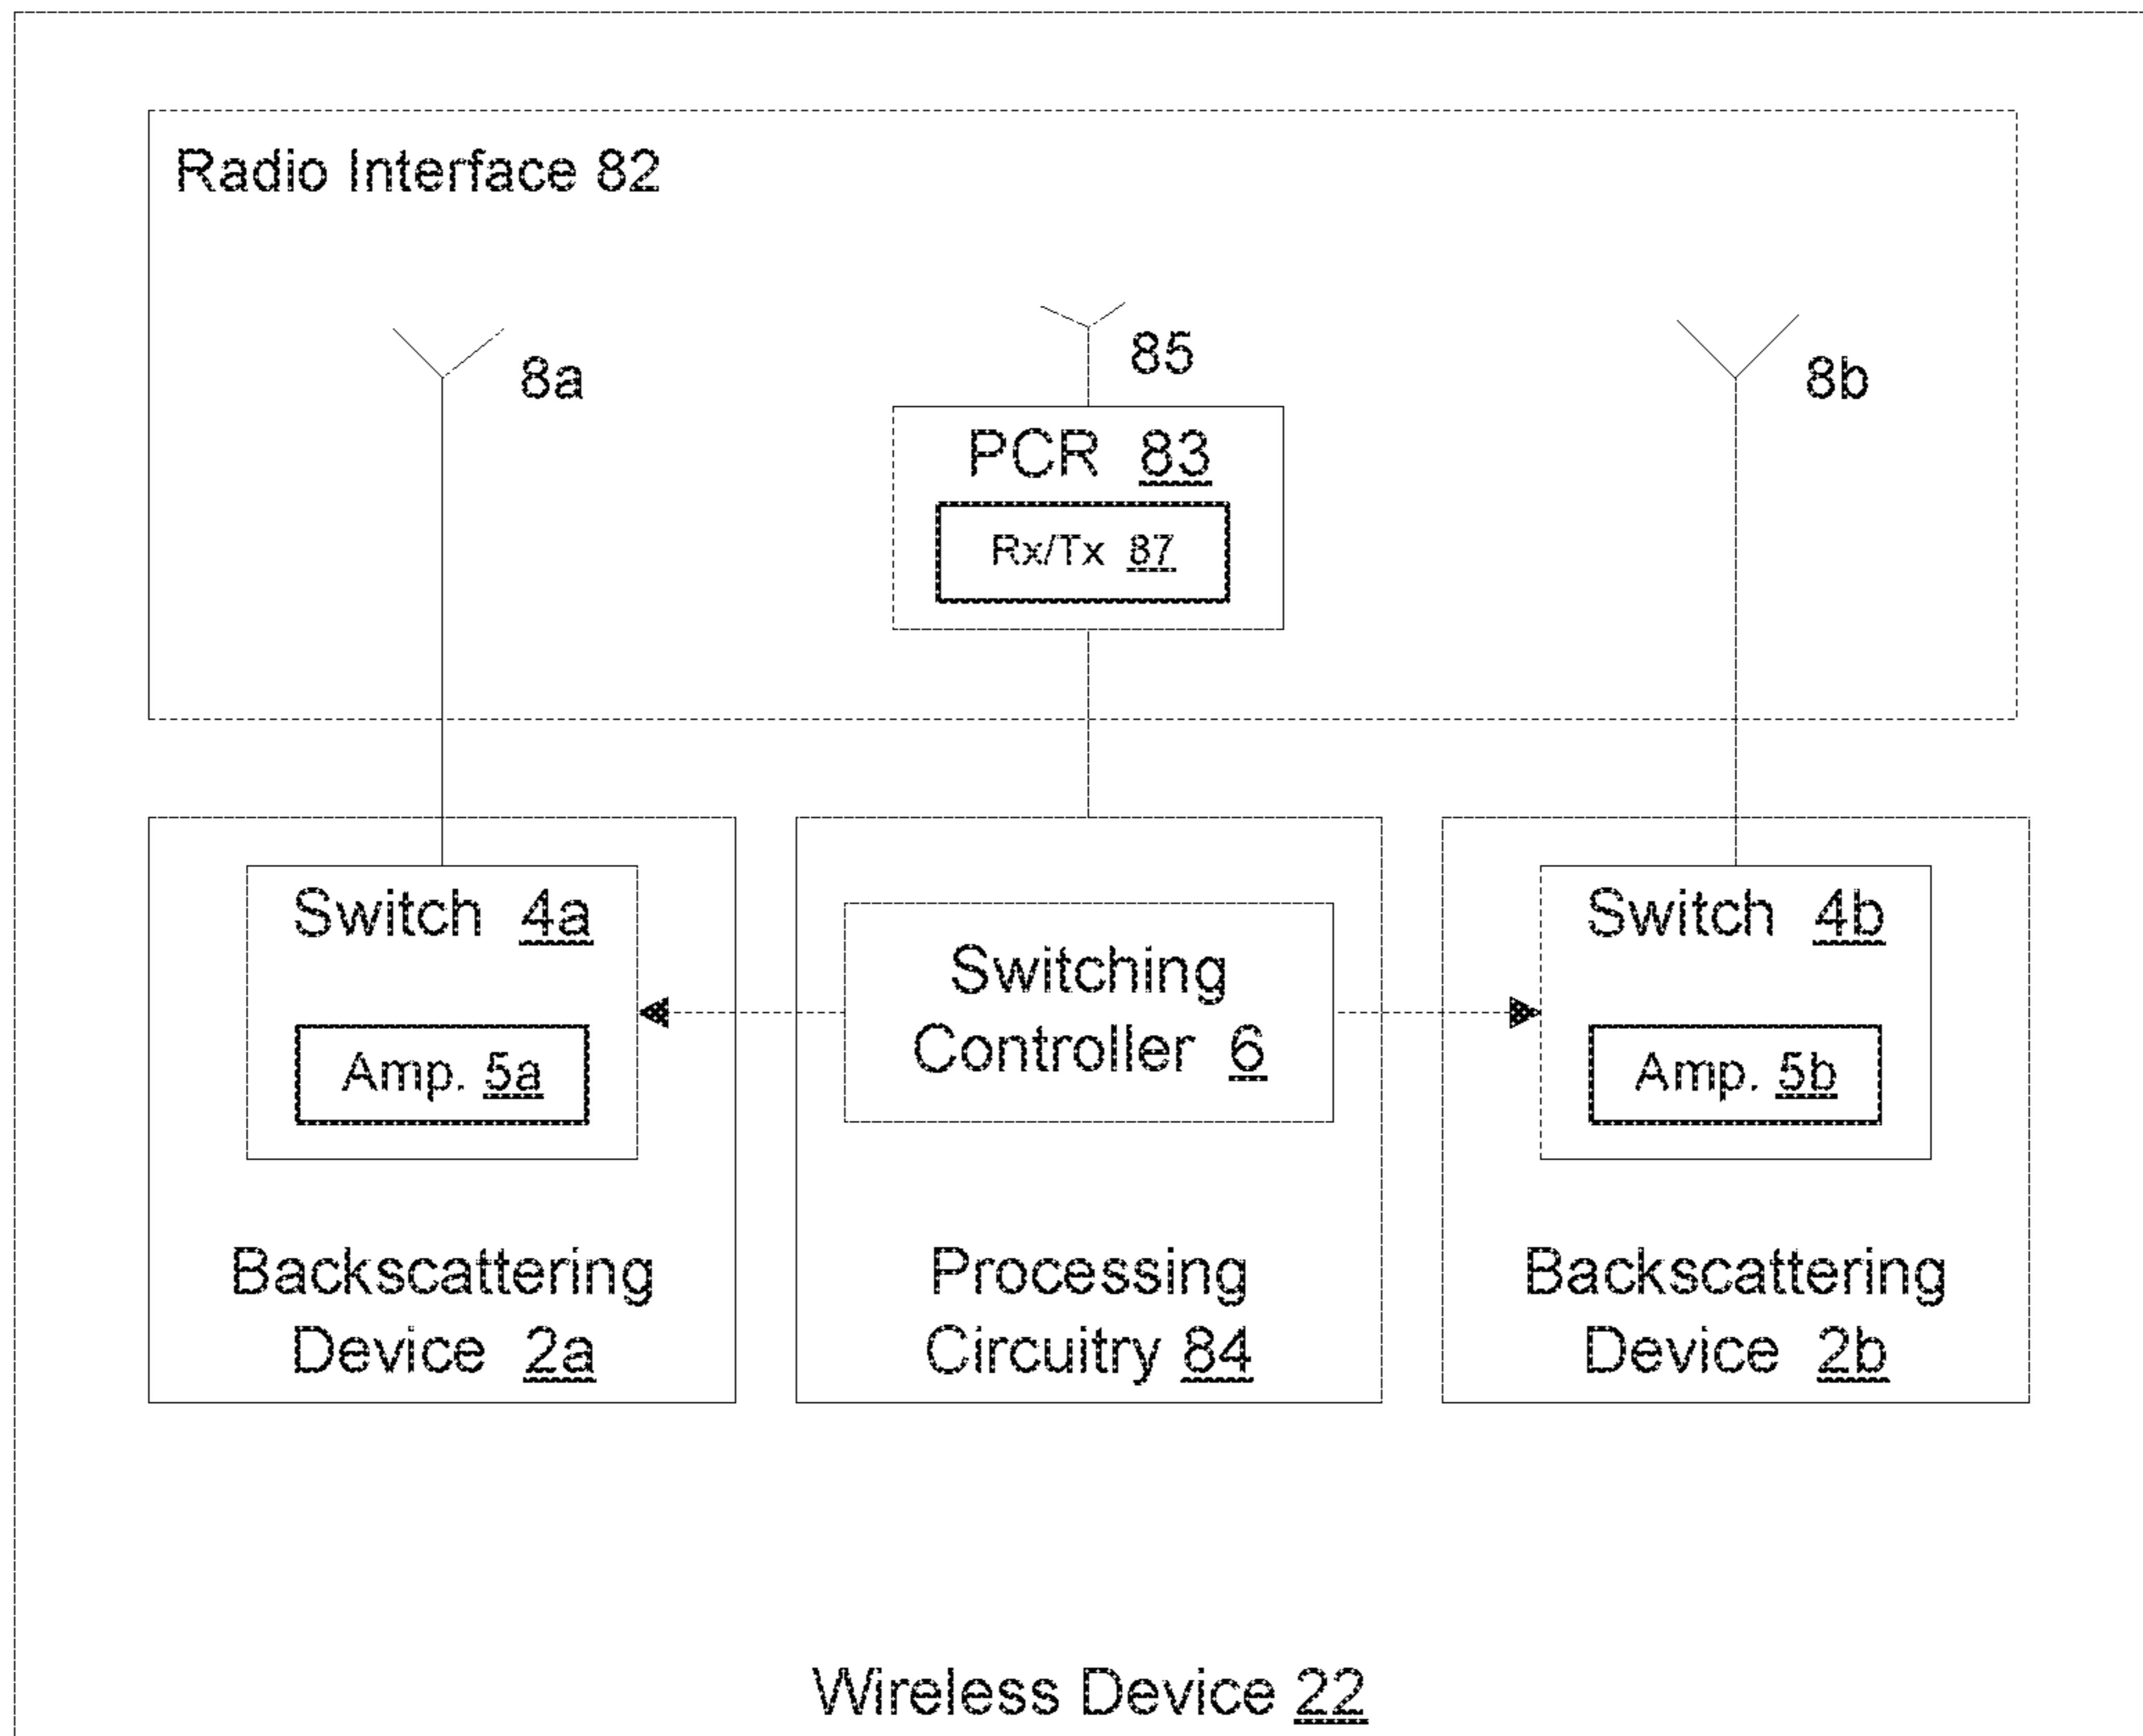 Radio Interface 82
8a
85
8b
PCR 83
Rx/Tx 87
Switch 4a
Amp. 5a
Backscattering
Device 2a
Switching
Controller 6
Processing
Circuitry 84
Switch 4b
Amp. 5b
Backscattering
Device 2b
Wireless Device 22